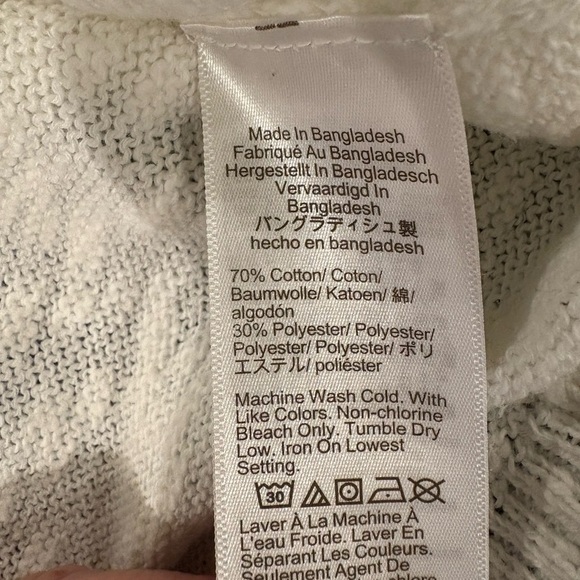 Made In Bangladesh
Fabriqué Au Bangladesh
Hergestellt In Bangladesch
Vervaardigd In
Bangladesh
バングラディシュ製
hecho en bangladesh
70% Cotton/ Coton/
Baumwolle/ Katoen/ 綿/
algodón
30% Polyester/ Polyester/
Polyester/ Polyester/ ポリ
エステル/ poliéster
Machine Wash Cold. With
Like Colors. Non-chlorine
Bleach Only. Tumble Dry
Low. Iron On Lowest
Setting.
30
Laver À La Machine À
L'eau Froide. Laver En
Séparant Les Couleurs.
Seulement Agent De